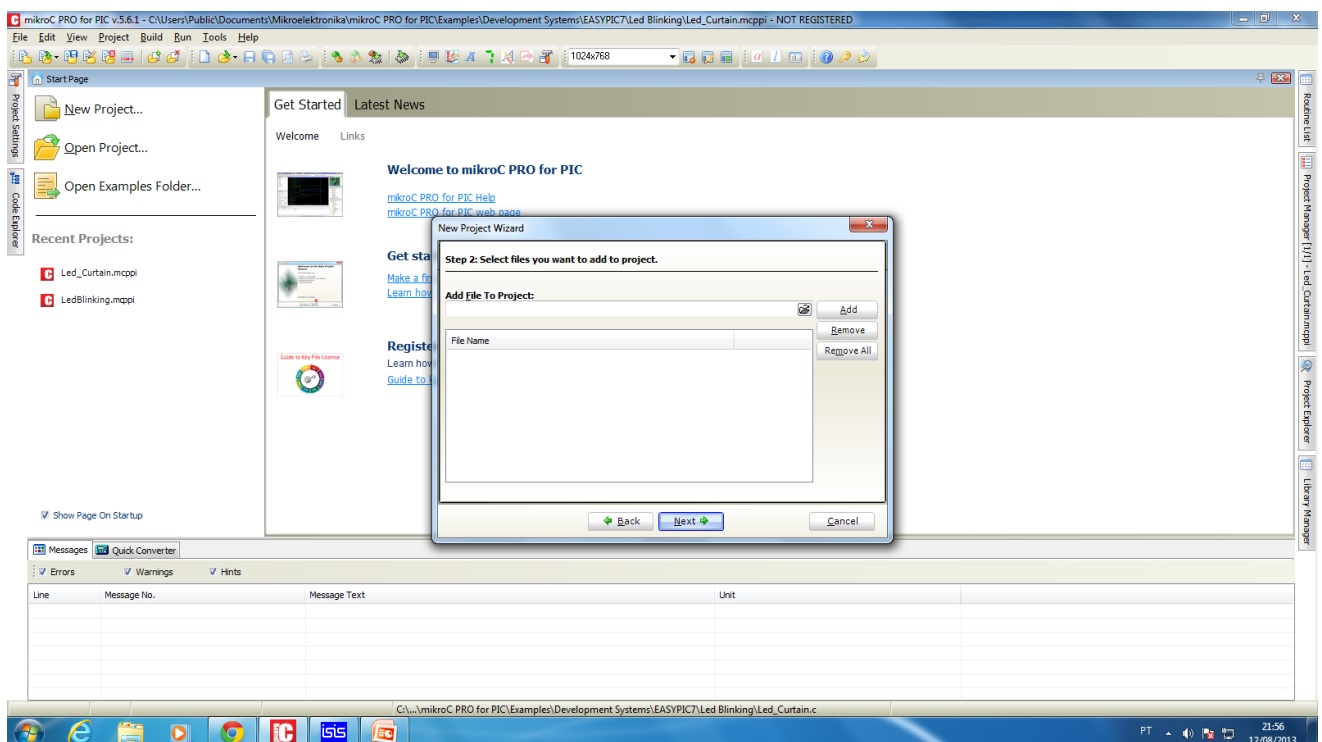 mikroC PRO for PIC v.5.6.1 - C:\Users\Public\Documents\Mikroelektronika\mikroC PRO for PIC\Examples\Development Systems\EASYPIC7\Led Blinking\Led_Curtain.mcppi - NOT REGISTERED
File Edit View Project Build Run Tools Help
1024x768
Start Page
New Project...
Open Project...
Open Examples Folder...
Recent Projects:
Led_Curtain.mcppi
LedBlinking.mcppi
Show Page On Startup
Project Settings
Code Explorer
Get Started Latest News
Welcome Links
Welcome to mikroC PRO for PIC
mikroC PRO for PIC Help
mikroC PRO for PIC web page
Get sta
Make a fir
Learn how
Registe
Guide to Key File License
Learn how
Guide to
New Project Wizard
Step 2: Select files you want to add to project.
Add File To Project:
Add
Remove
Remove All
File Name
Back Next Cancel
Routine List
Project Manager [1/1] - Led_Curtain.mcppi
Project Explorer
Library Manager
Messages Quick Converter
Errors Warnings Hints
Line Message No. Message Text Unit
C:\...\mikroC PRO for PIC\Examples\Development Systems\EASYPIC7\Led Blinking\Led_Curtain.c
isis
PT 21:56
12/08/2013